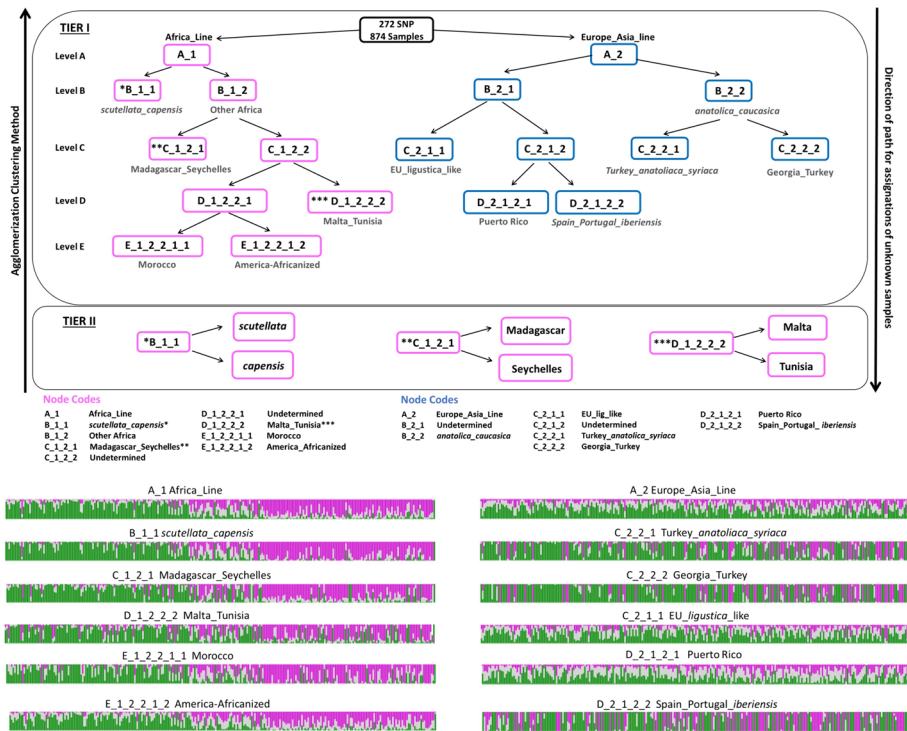 TIER I
272 SNP
874 Samples
Africa_Line
Europe_Asia_line
Level A
A_1
A_2
Level B
*B_1_1
B_1_2
B_2_1
B_2_2
scutellata_capensis
Other Africa
anatolica_caucasica
Level C
**C_1_2_1
C_1_2_2
C_2_1_1
C_2_1_2
C_2_2_1
C_2_2_2
Madagascar_Seychelles
EU_ligustica_like
Turkey_anatoliaca_syriaca
Georgia_Turkey
Level D
D_1_2_2_1
*** D_1_2_2_2
D_2_1_2_1
D_2_1_2_2
Malta_Tunisia
Puerto Rico
Spain_Portugal_iberiensis
Level E
E_1_2_2_1_1
E_1_2_2_1_2
Morocco
America-Africanized
Agglomerization Clustering Method
Direction of path for assignations of unknown samples
TIER II
*B_1_1
scutellata
capensis
**C_1_2_1
Madagascar
Seychelles
***D_1_2_2_2
Malta
Tunisia
Node Codes
A_1 Africa_Line
B_1_1 scutellata_capensis*
B_1_2 Other Africa
C_1_2_1 Madagascar_Seychelles**
C_1_2_2 Undetermined
D_1_2_2_1 Undetermined
D_1_2_2_2 Malta_Tunisia***
E_1_2_2_1_1 Morocco
E_1_2_2_1_2 America_Africanized
Node Codes
A_2 Europe_Asia_Line
B_2_1 Undetermined
B_2_2 anatolica_caucasica
C_2_1_1 EU_lig_like
C_2_1_2 Undetermined
C_2_2_1 Turkey_anatolica_syriaca
C_2_2_2 Georgia_Turkey
D_2_1_2_1 Puerto Rico
D_2_1_2_2 Spain_Portugal_ iberiensis
A_1 Africa_Line
B_1_1 scutellata_capensis
C_1_2_1 Madagascar_Seychelles
D_1_2_2_2 Malta_Tunisia
E_1_2_2_1_1 Morocco
E_1_2_2_1_2 America-Africanized
A_2 Europe_Asia_Line
C_2_2_1 Turkey_anatolica_syriaca
C_2_2_2 Georgia_Turkey
C_2_1_1 EU_ligustica_like
D_2_1_2_1 Puerto Rico
D_2_1_2_2 Spain_Portugal_iberiensis